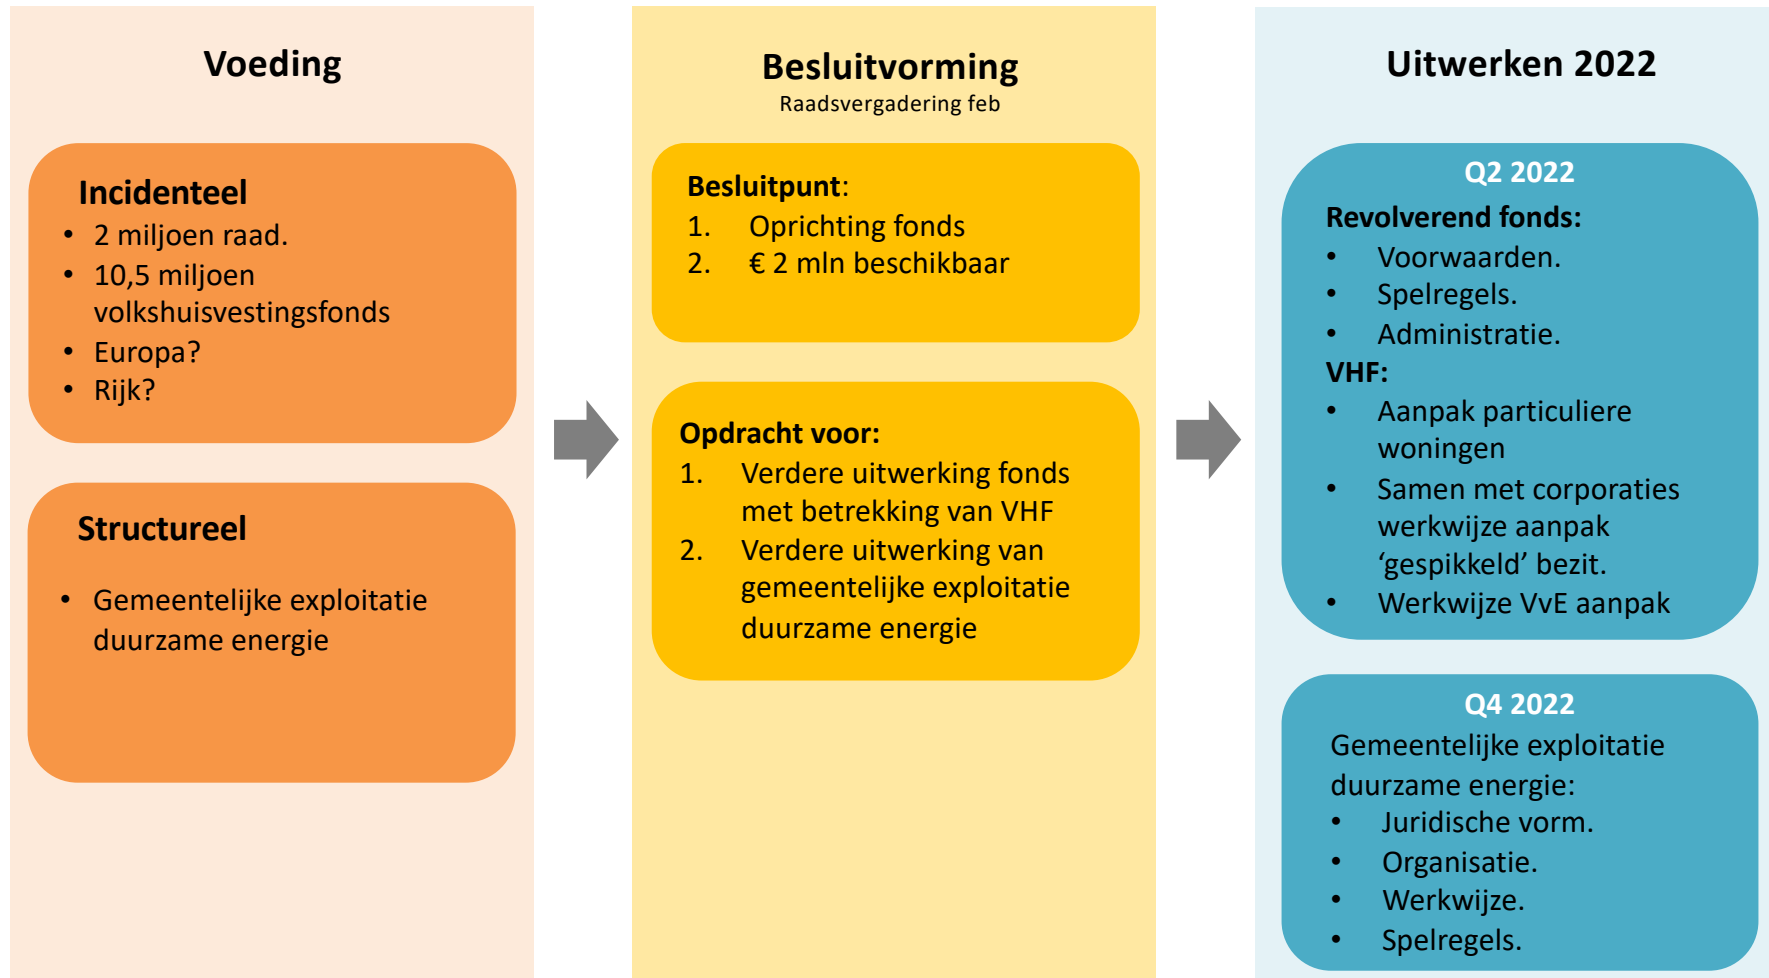 Voeding
Incidenteel
• 2 miljoen raad.
• 10,5 miljoen
volkshuisvestingsfonds
• Europa?
• Rijk?
Structureel
• Gemeentelijke exploitatie
duurzame energie
Besluitvorming
Raadsvergadering feb
Besluitpunt:
1. Oprichting fonds
2. € 2 mln beschikbaar
Opdracht voor:
1. Verdere uitwerking fonds
met betrekking van VHF
2. Verdere uitwerking van
gemeentelijke exploitatie
duurzame energie
Uitwerken 2022
Q2 2022
Revolverend fonds:
• Voorwaarden.
• Spelregels.
• Administratie.
VHF:
• Aanpak particuliere
woningen
• Samen met corporaties
werkwijze aanpak
‘gespikkeld’ bezit.
• Werkwijze VvE aanpak
Q4 2022
Gemeentelijke exploitatie
duurzame energie:
• Juridische vorm.
• Organisatie.
• Werkwijze.
• Spelregels.